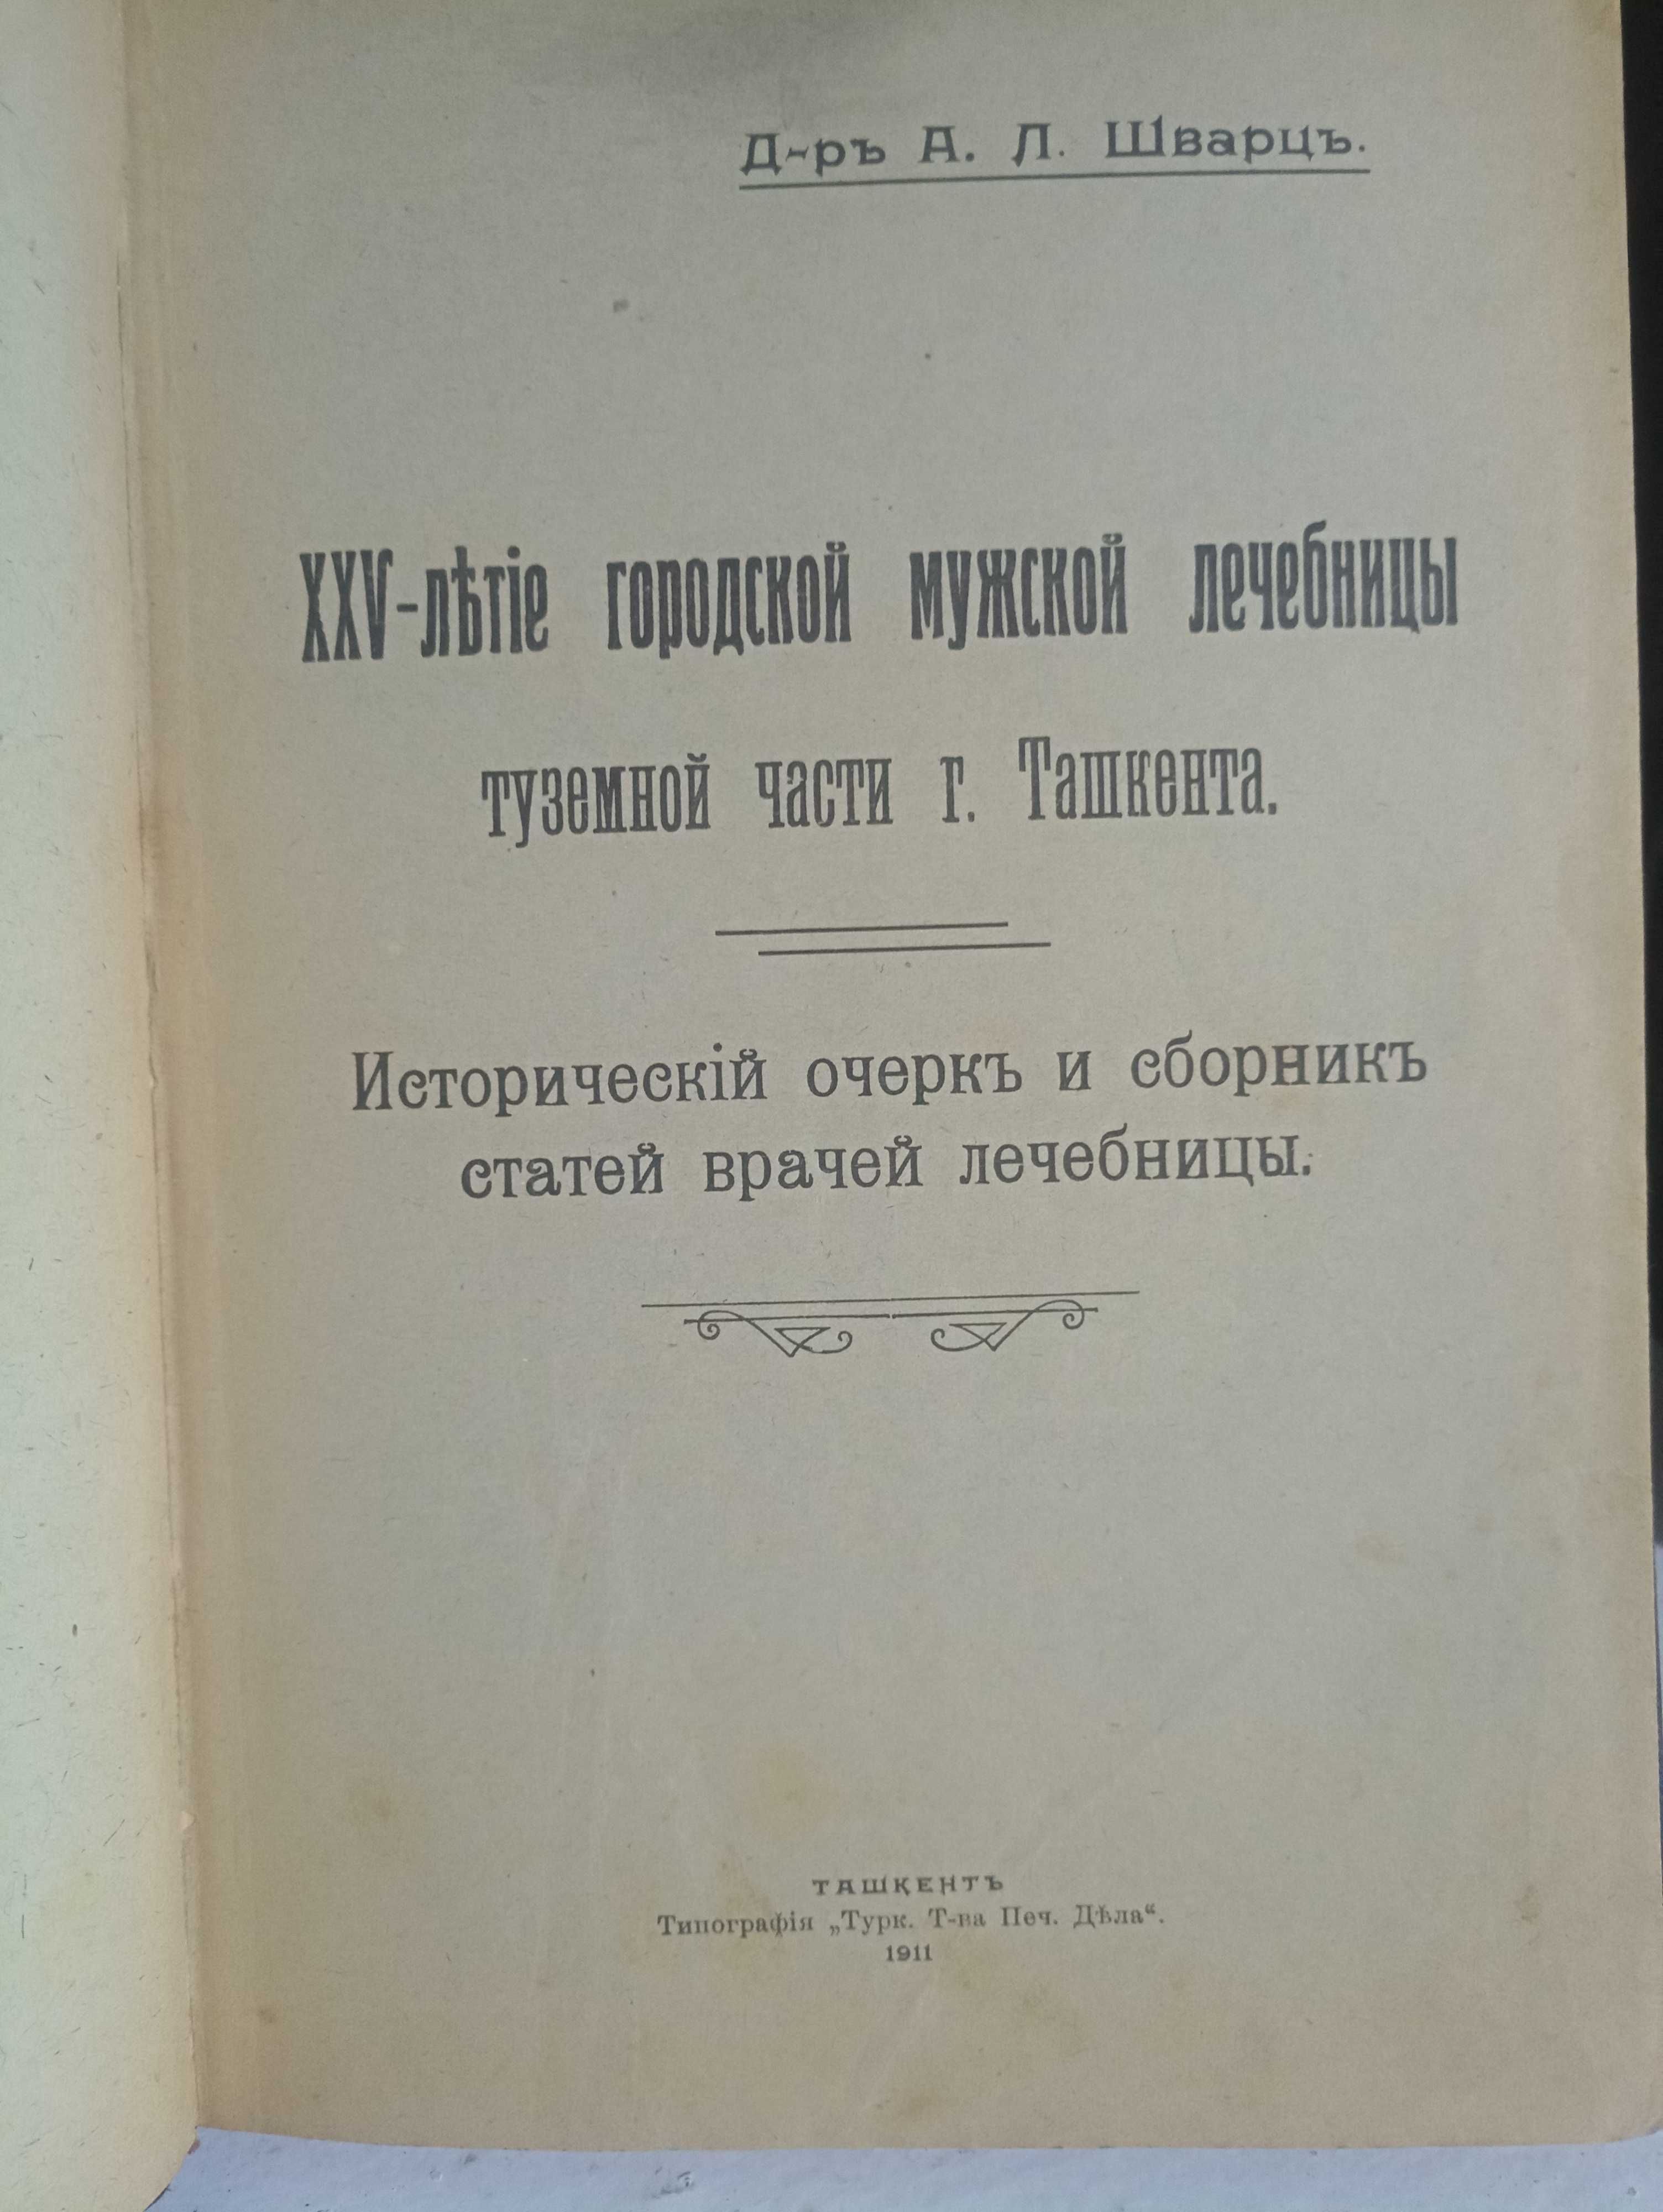 Д-ръ А. Л. Шварцъ.
XXV-лѣтіе городской мужской лечебницы
туземной части г. Ташкента.
Историческій очеркъ и сборникъ
статей врачей лечебницы.
ТАШКЕНТЪ
Типографія „Турк. Т-ва Печ. Дѣла“.
1911